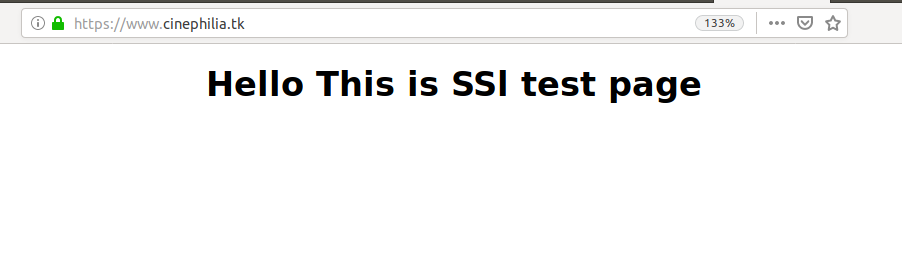 https://www.cinephilia.tk 133%
Hello This is SSl test page